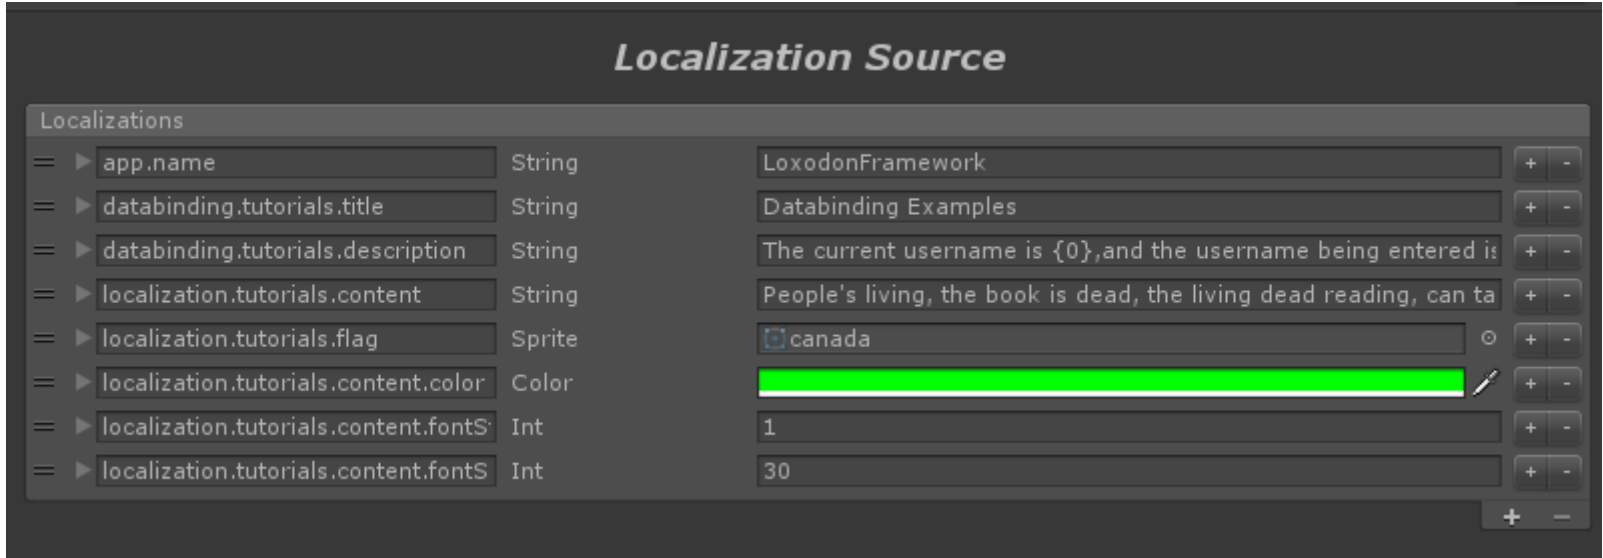 Localization Source
Localizations
app.name String LoxodonFramework + -
databinding.tutorials.title String Databinding Examples + -
databinding.tutorials.description String The current username is {0},and the username being entered is + -
localization.tutorials.content String People's living, the book is dead, the living dead reading, can ta + -
localization.tutorials.flag Sprite canada + -
localization.tutorials.content.color Color + -
localization.tutorials.content.fontS Int 1 + -
localization.tutorials.content.fontS Int 30 + -
+ −